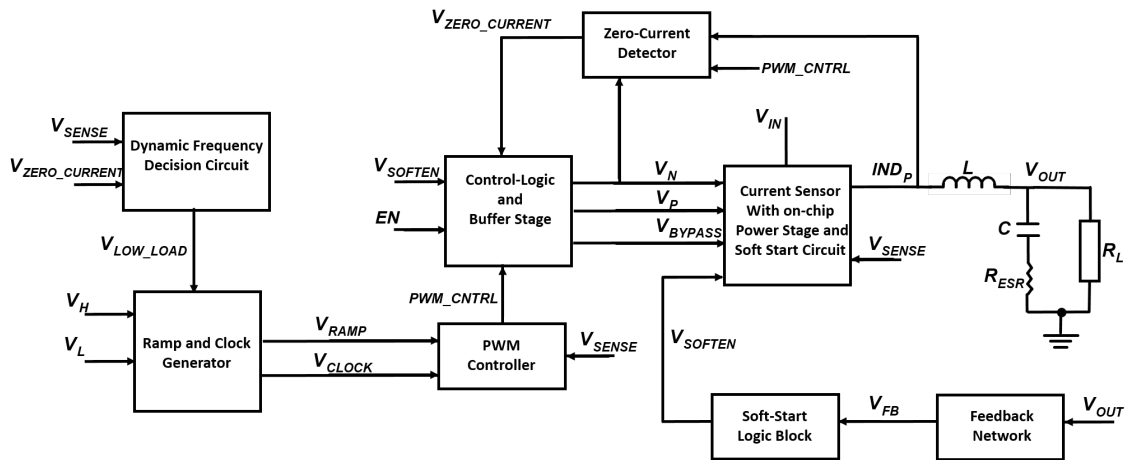 V_ZERO_CURRENT
Zero-Current
Detector
PWM_CNTRL
V_SENSE
V_ZERO_CURRENT
Dynamic Frequency
Decision Circuit
V_LOW_LOAD
V_SOFTEN
EN
Control-Logic
and
Buffer Stage
V_N
V_P
V_BYPASS
V_IN
Current Sensor
With on-chip
Power Stage and
Soft Start Circuit
IND_P
L
V_OUT
C
R_ESR
R_L
V_SENSE
V_H
V_L
Ramp and Clock
Generator
V_RAMP
V_CLOCK
PWM_CNTRL
PWM
Controller
V_SENSE
V_SOFTEN
Soft-Start
Logic Block
V_FB
Feedback
Network
V_OUT